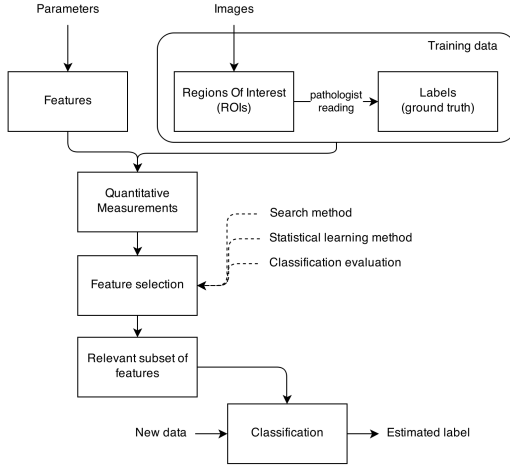 Parameters
Images
Training data
Features
Regions Of Interest
(ROIs)
pathologist
reading
Labels
(ground truth)
Quantitative
Measurements
Search method
Statistical learning method
Classification evaluation
Feature selection
Relevant subset of
features
New data
Classification
Estimated label